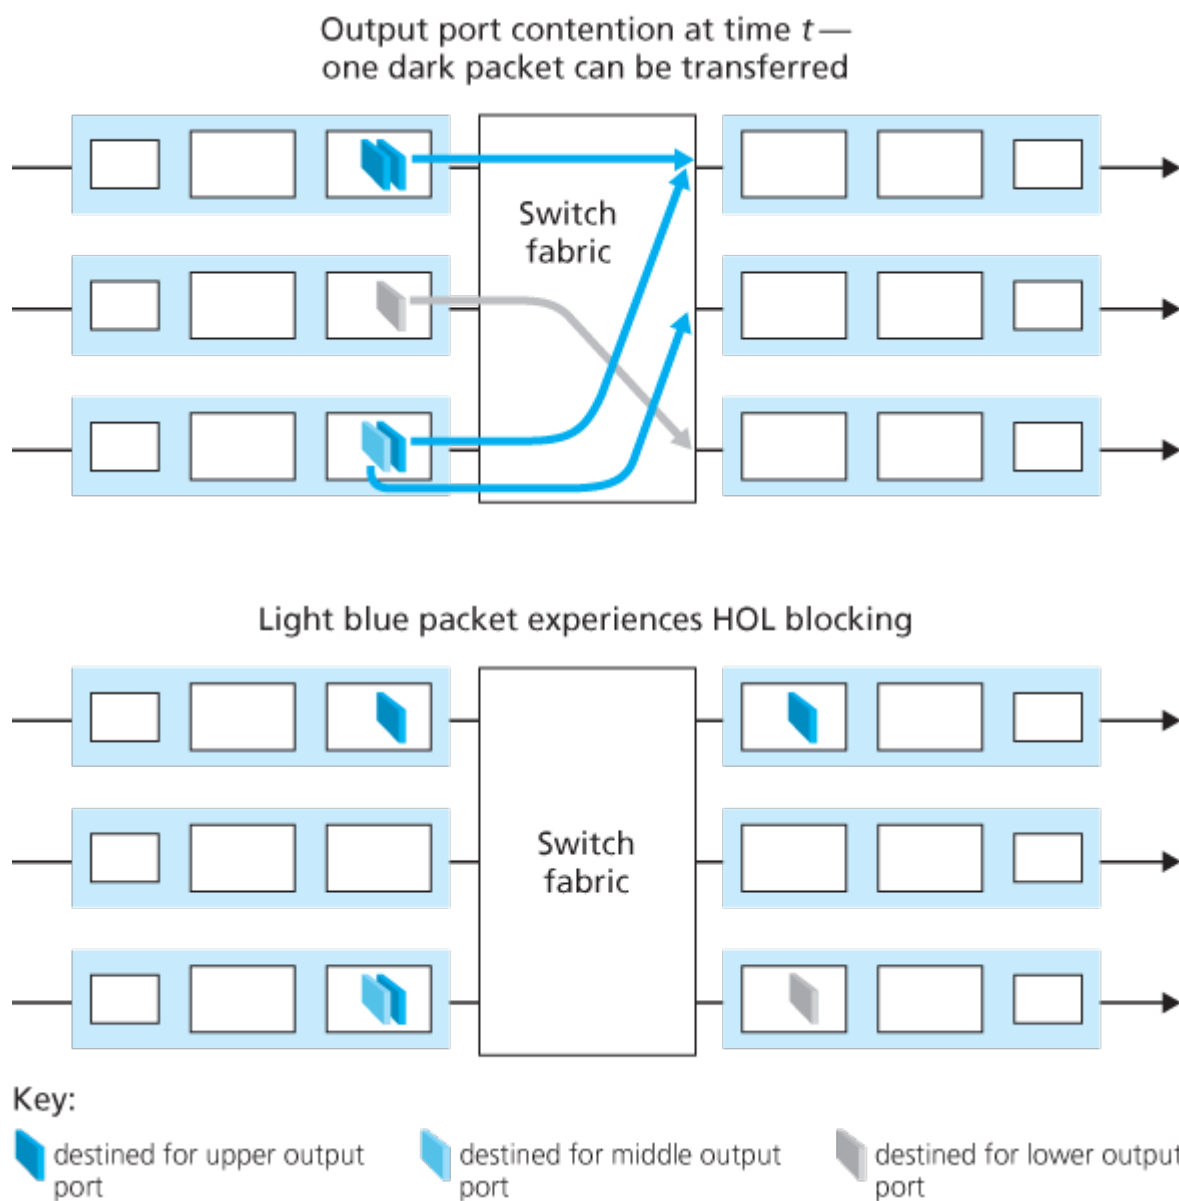 Output port contention at time t—
one dark packet can be transferred
Switch
fabric
Light blue packet experiences HOL blocking
Switch
fabric
Key:
destined for upper output
port
destined for middle output
port
destined for lower output
port